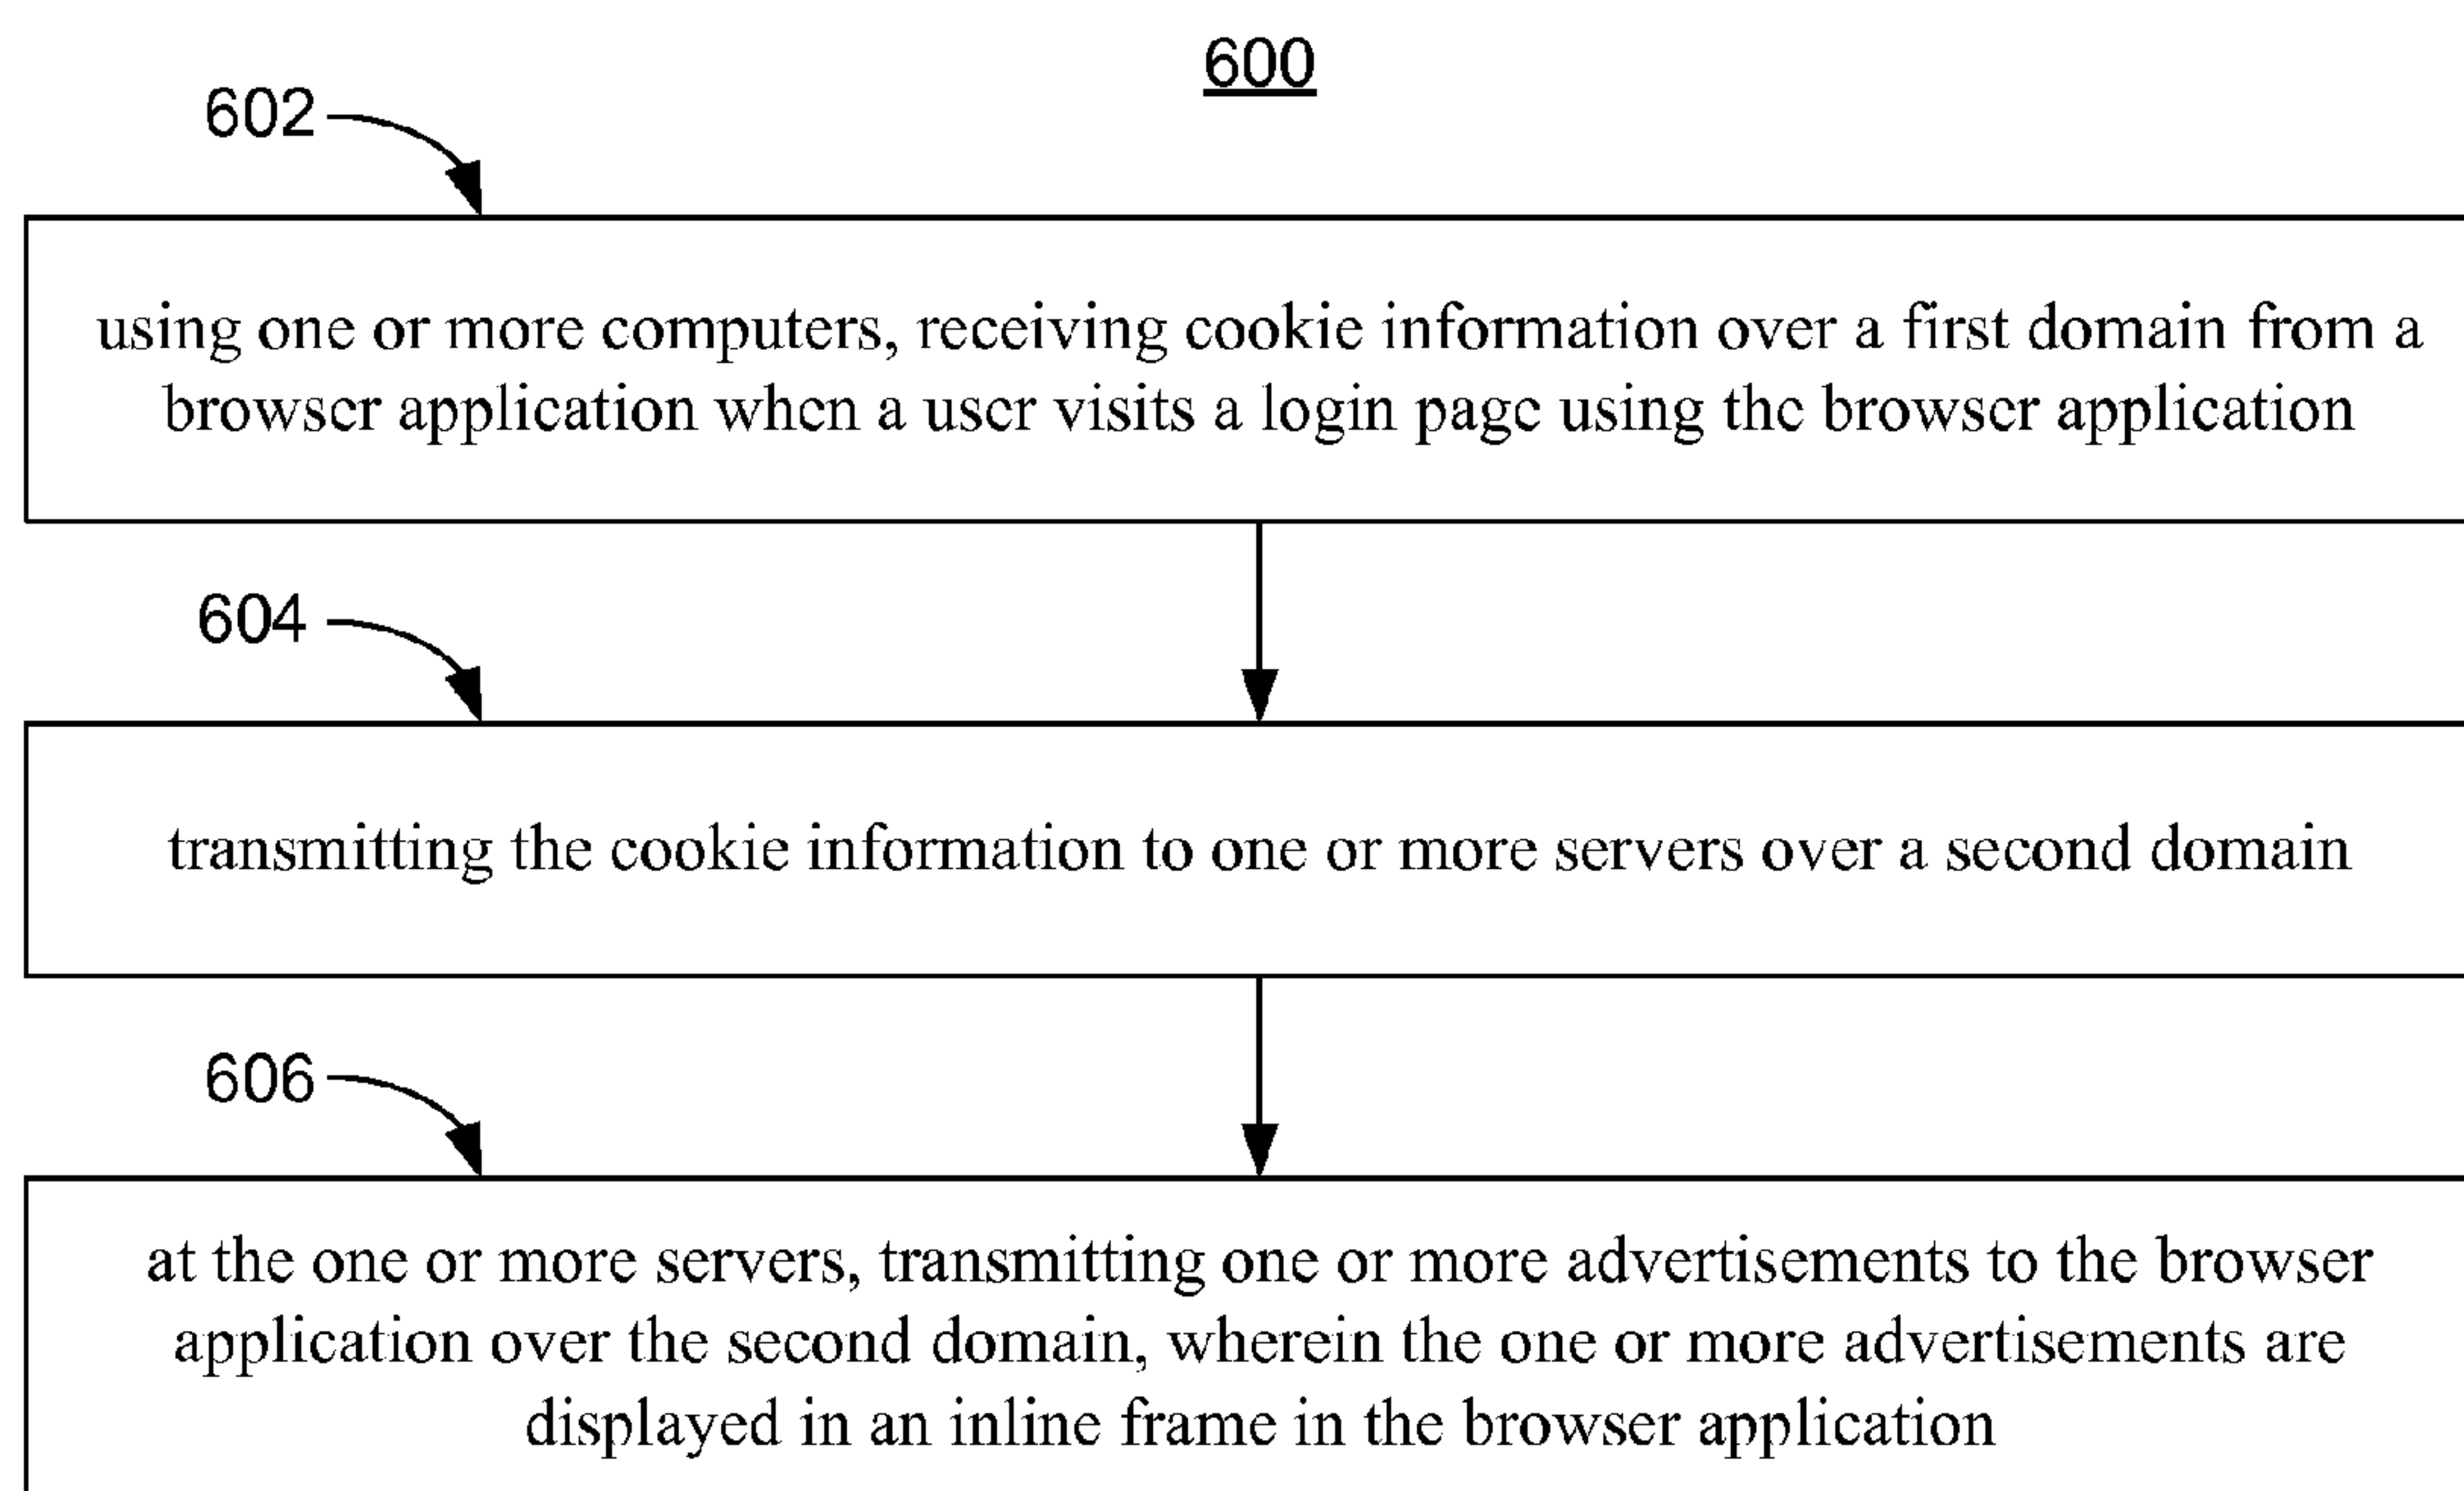 600
602
using one or more computers, receiving cookie information over a first domain from a
browser application when a user visits a login page using the browser application
604
transmitting the cookie information to one or more servers over a second domain
606
at the one or more servers, transmitting one or more advertisements to the browser
application over the second domain, wherein the one or more advertisements are
displayed in an inline frame in the browser application